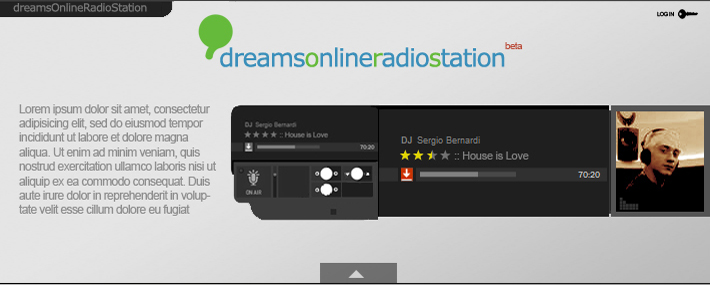 dreamsOnlineRadioStation
LOG IN
dreamsonlineradiostation
beta
Lorem ipsum dolor sit amet, consectetur
adipisicing elit, sed do eiusmod tempor
incididunt ut labore et dolore magna
aliqua. Ut enim ad minim veniam, quis
nostrud exercitation ullamco laboris nisi ut
aliquip ex ea commodo consequat. Duis
aute irure dolor in reprehenderit in volup-
tate velit esse cillum dolore eu fugiat
DJ Sergio Bernardi
:: House is Love
70:20
ON AIR
DJ Sergio Bernardi
:: House is Love
70:20